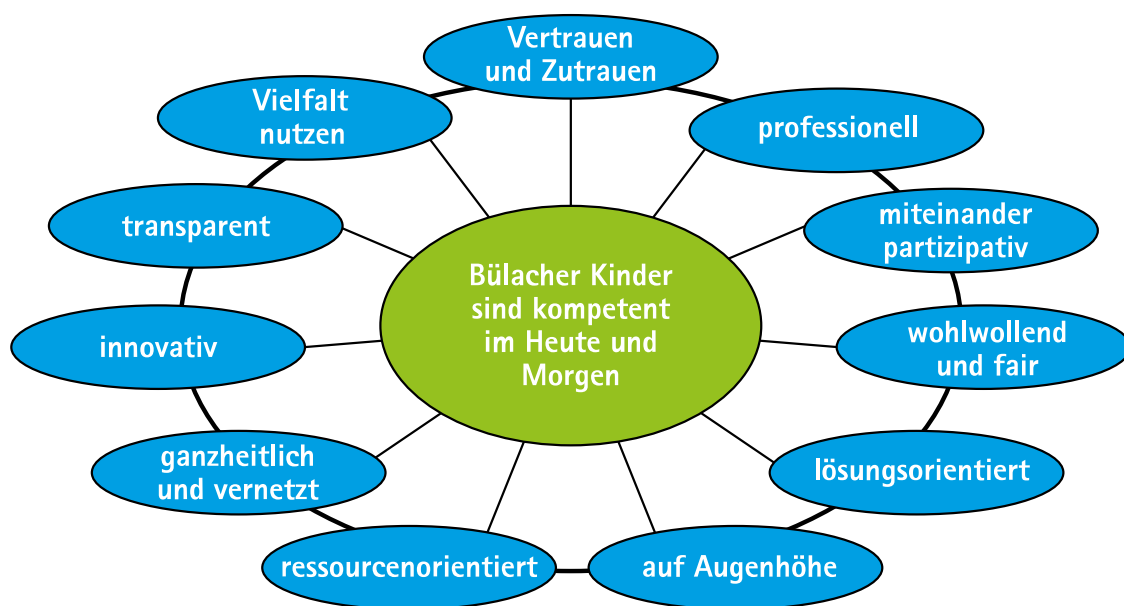 Vertrauen
und Zutrauen
professionell
miteinander
partizipativ
wohlwollend
und fair
lösungsorientiert
auf Augenhöhe
ressourcenorientiert
ganzheitlich
und vernetzt
innovativ
transparent
Vielfalt
nutzen
Bülacher Kinder
sind kompetent
im Heute und
Morgen